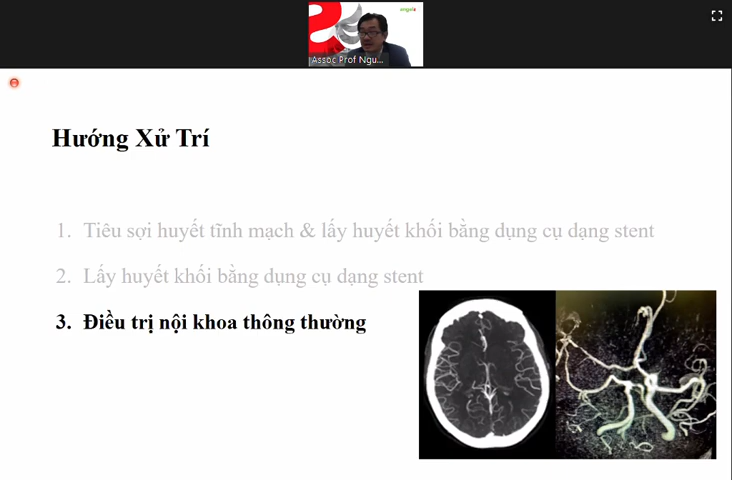 angels
Assoc Prof Ngu...
Hướng Xử Trí
1. Tiêu sợi huyết tĩnh mạch & lấy huyết khối bằng dụng cụ dạng stent
2. Lấy huyết khối bằng dụng cụ dạng stent
3. Điều trị nội khoa thông thường